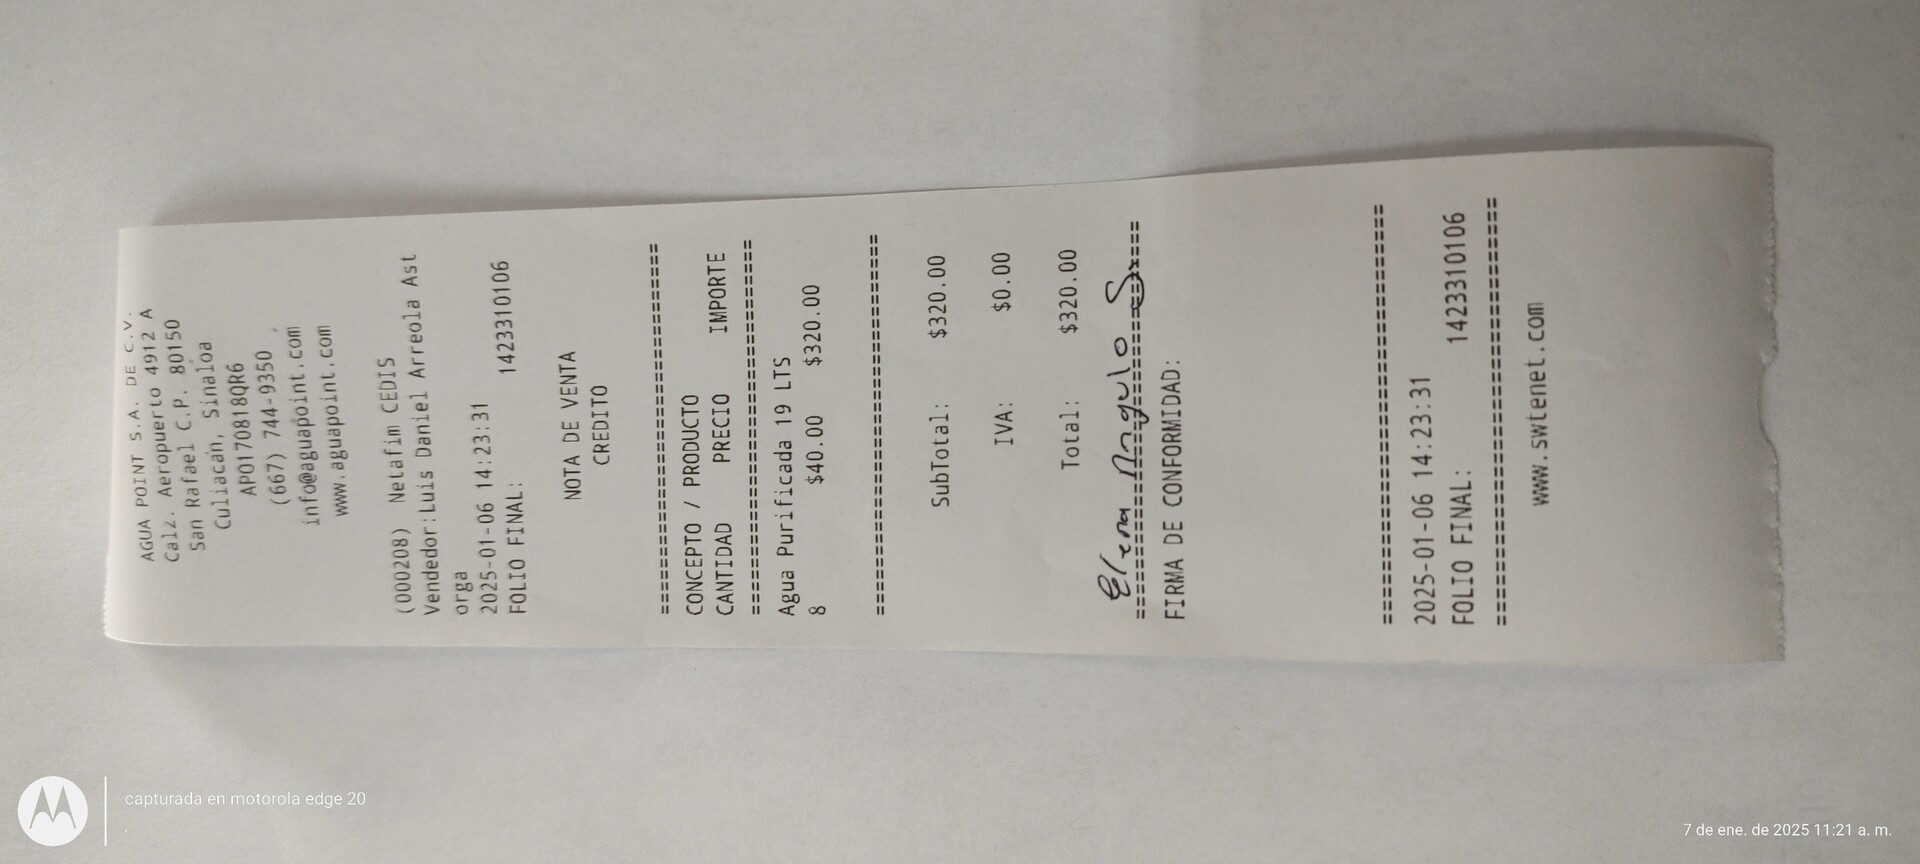 AGUA POINT S.A. DE C.V.
Calz. Aeropuerto 4912 A
San Rafael C.P. 80150
Culiacán, Sinaloa
APO170818QR6
(667) 744-9350
info@aguapoint.com
www.aguapoint.com
(000208) Netafim CEDIS
Vendedor:Luis Daniel Arreola Ast
orga
2025-01-06 14:23:31
FOLIO FINAL: 1423310106
NOTA DE VENTA
CREDITO
================================
CONCEPTO / PRODUCTO
CANTIDAD PRECIO IMPORTE
================================
Agua Purificada 19 LTS
8 $40.00 $320.00
================================
SubTotal: $320.00
IVA: $0.00
Total: $320.00
Elena Angulo S.
================================
FIRMA DE CONFORMIDAD:
================================
2025-01-06 14:23:31
FOLIO FINAL: 1423310106
================================
www.swtenet.com
capturada en motorola edge 20
7 de ene. de 2025 11:21 a. m.